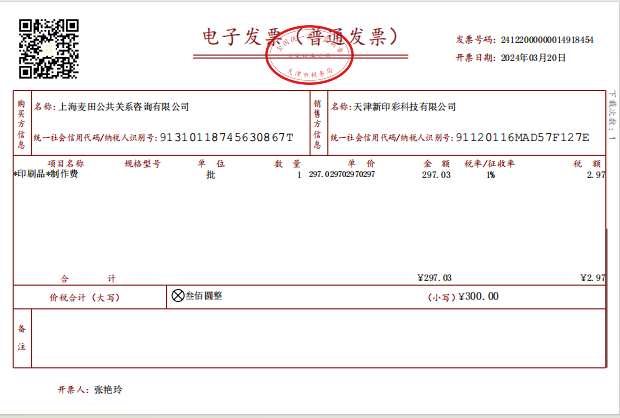 电子发票（普通发票）
发票号码：24122000000014918454
开票日期：2024年03月20日
购买方信息
名称：上海麦田公共关系咨询有限公司
统一社会信用代码/纳税人识别号：91310118745630867T
销售方信息
名称：天津新印彩科技有限公司
统一社会信用代码/纳税人识别号：91120116MAD57F127E
下载次数：1
项目名称 规格型号 单位 数量 单价 金额 税率/征收率 税额
*印刷品*制作费 批 1 297.029702970297 297.03 1% 2.97
合计 ¥297.03 ¥2.97
价税合计（大写） ⊗叁佰圆整 （小写）¥300.00
备注
开票人：张艳玲